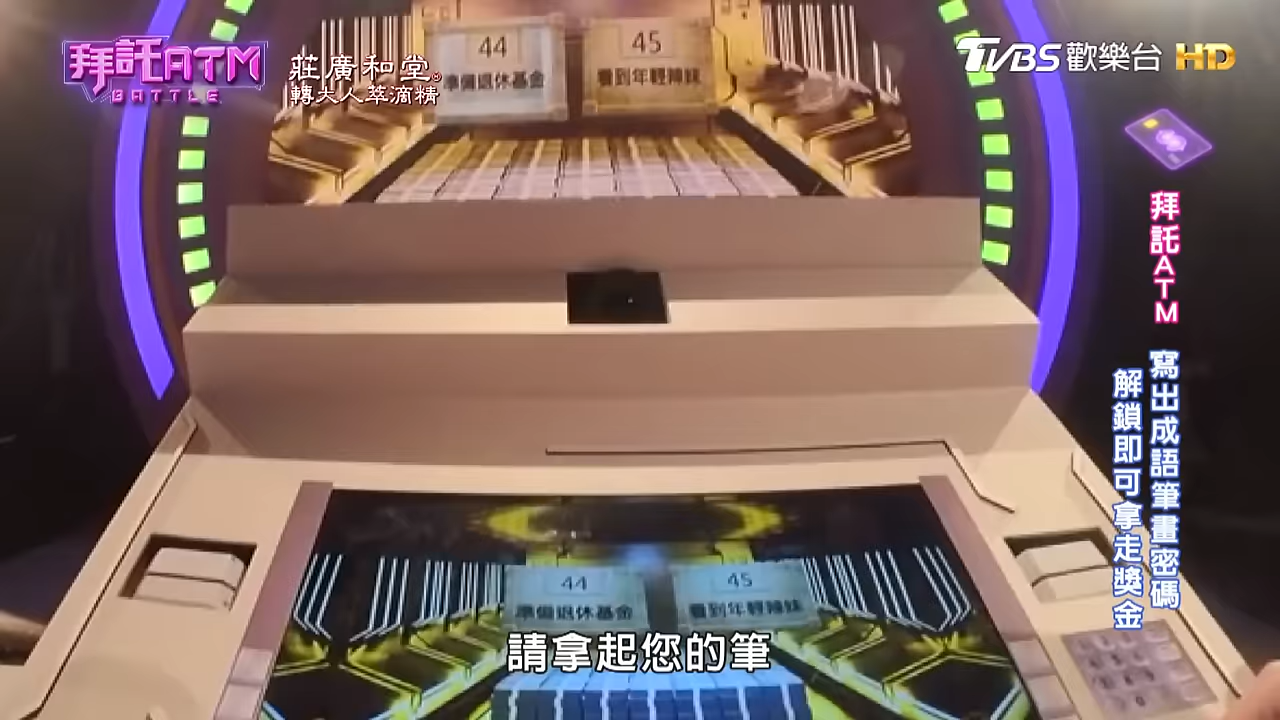 拜託ATM
BATTLE
莊廣和堂
轉大人萃滴精
TVBS歡樂台 HD
44
準備退休基金
45
看到年輕辣妹
拜託ATM
寫出成語筆畫密碼
解鎖即可拿走獎金
44
準備退休基金
45
看到年輕辣妹
請拿起您的筆